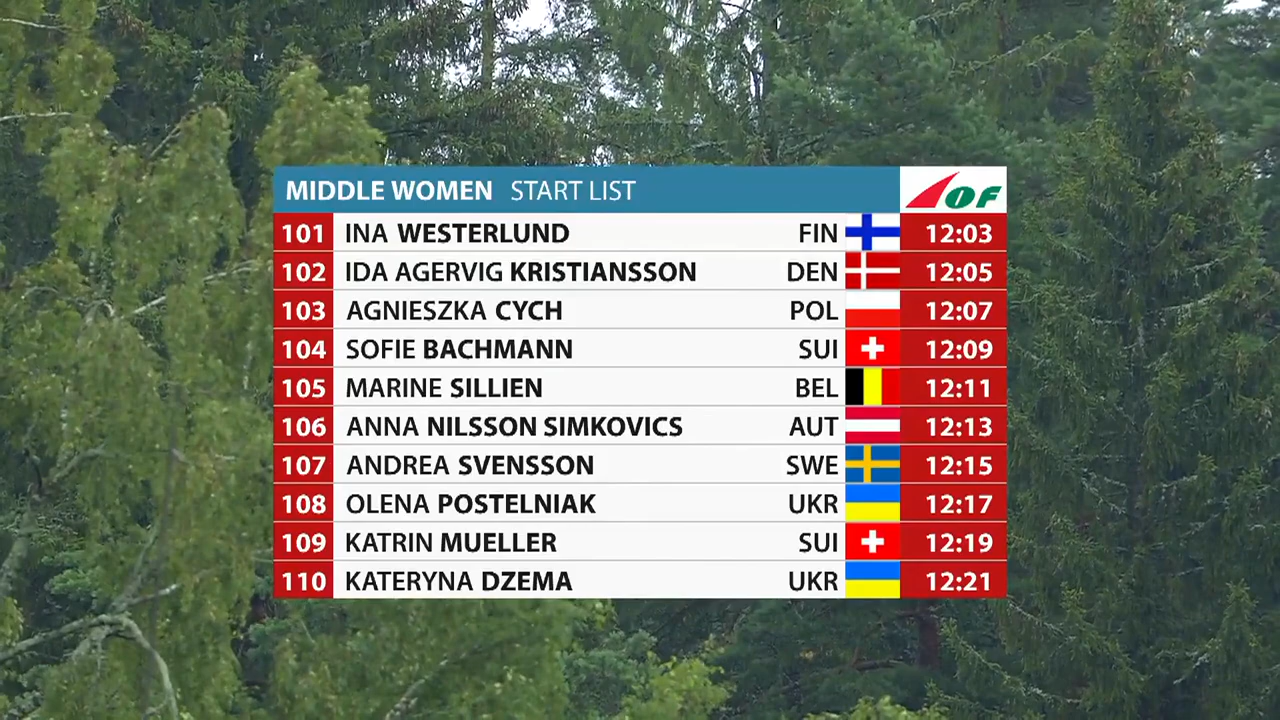 MIDDLE WOMEN START LIST IOF
101 INA WESTERLUND FIN 12:03
102 IDA AGERVIG KRISTIANSSON DEN 12:05
103 AGNIESZKA CYCH POL 12:07
104 SOFIE BACHMANN SUI 12:09
105 MARINE SILLIEN BEL 12:11
106 ANNA NILSSON SIMKOVICS AUT 12:13
107 ANDREA SVENSSON SWE 12:15
108 OLENA POSTELNIAK UKR 12:17
109 KATRIN MUELLER SUI 12:19
110 KATERYNA DZEMA UKR 12:21